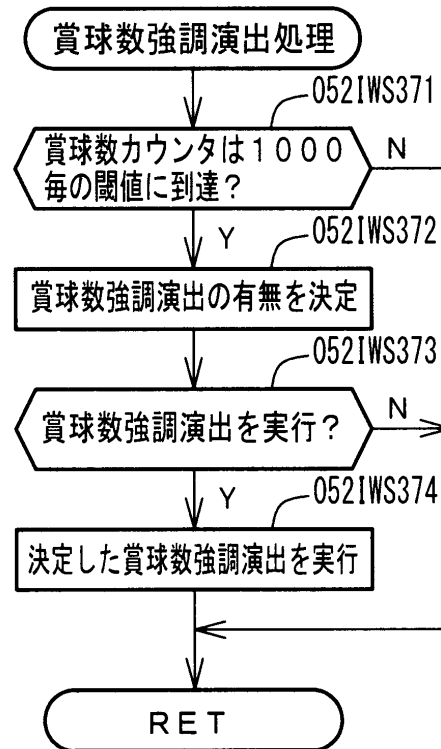 賞球数強調演出処理
052IWS371
賞球数カウンタは1000
毎の閾値に到達？
N
Y
052IWS372
賞球数強調演出の有無を決定
052IWS373
賞球数強調演出を実行？
N
Y
052IWS374
決定した賞球数強調演出を実行
RET